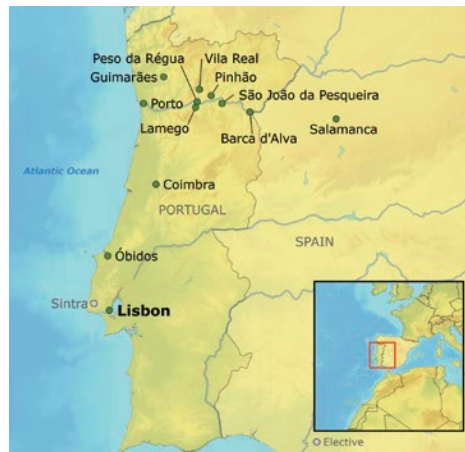 Peso da Régua
Vila Real
Guimarães
Pinhão
Porto
São João da Pesqueira
Lamego
Barca d'Alva
Salamanca
Atlantic Ocean
Coimbra
PORTUGAL
SPAIN
Óbidos
Sintra
Lisbon
Elective